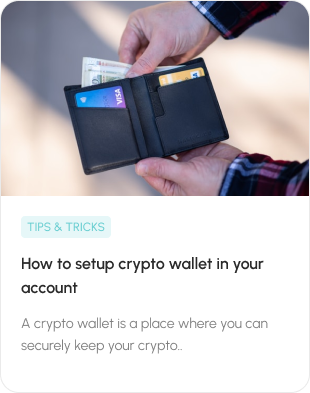 VISA
TIPS & TRICKS
How to setup crypto wallet in your
account
A crypto wallet is a place where you can
securely keep your crypto..